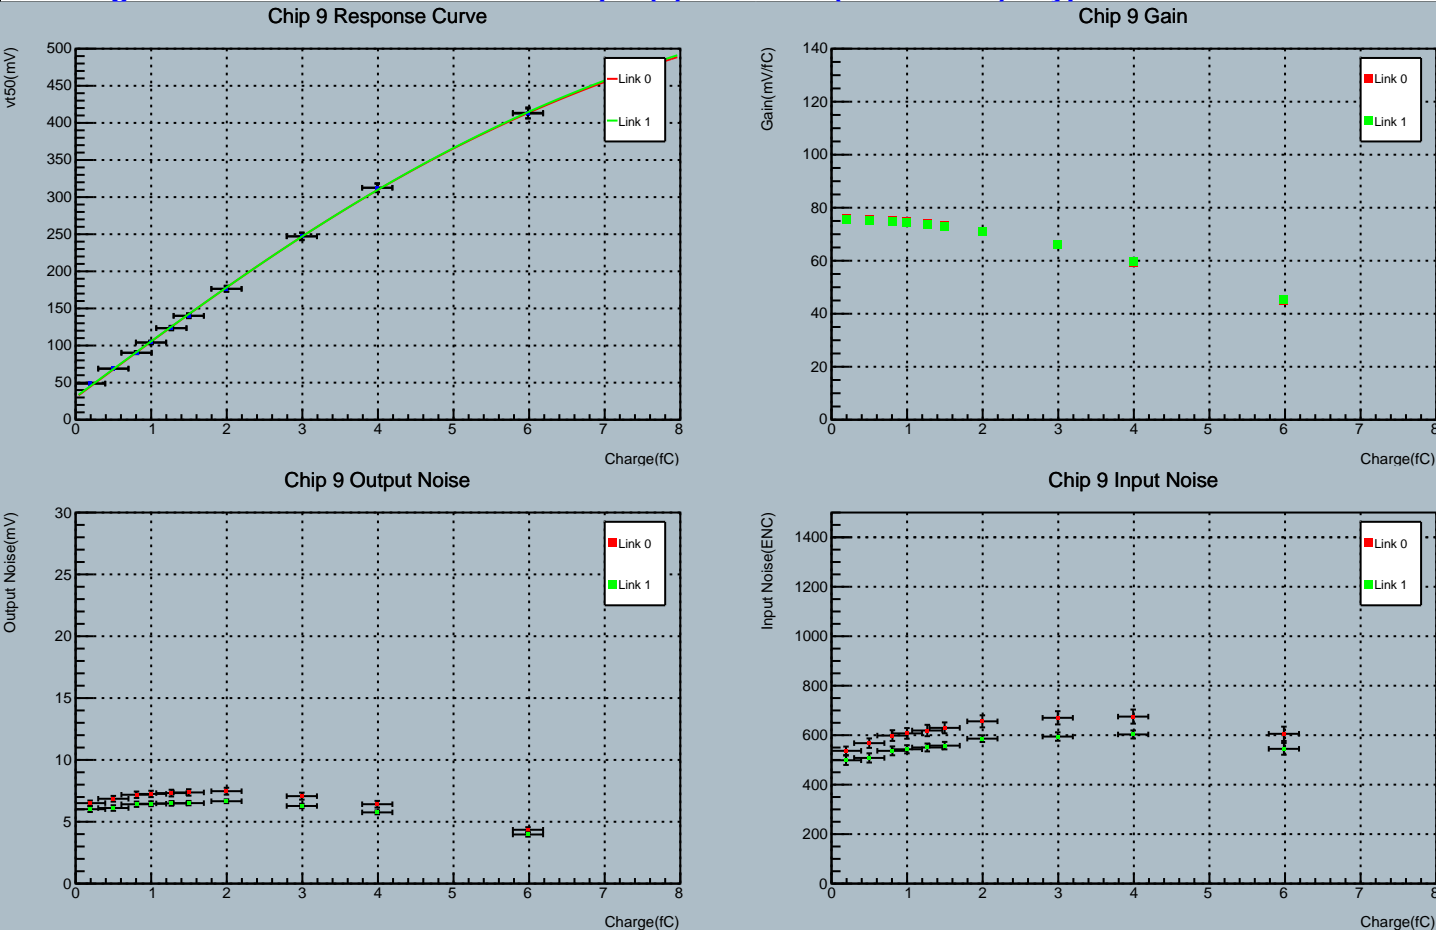 Chip 9 Response Curve
vt50(mV)
500
450
400
350
300
250
200
150
100
50
0
0 1 2 3 4 5 6 7 8
Charge(fC)
Link 0
Link 1
Chip 9 Gain
Gain(mV/fC)
140
120
100
80
60
40
20
0
0 1 2 3 4 5 6 7 8
Charge(fC)
Link 0
Link 1
Chip 9 Output Noise
Output Noise(mV)
30
25
20
15
10
5
0
0 1 2 3 4 5 6 7 8
Charge(fC)
Link 0
Link 1
Chip 9 Input Noise
Input Noise(ENC)
1400
1200
1000
800
600
400
200
0
0 1 2 3 4 5 6 7 8
Charge(fC)
Link 0
Link 1